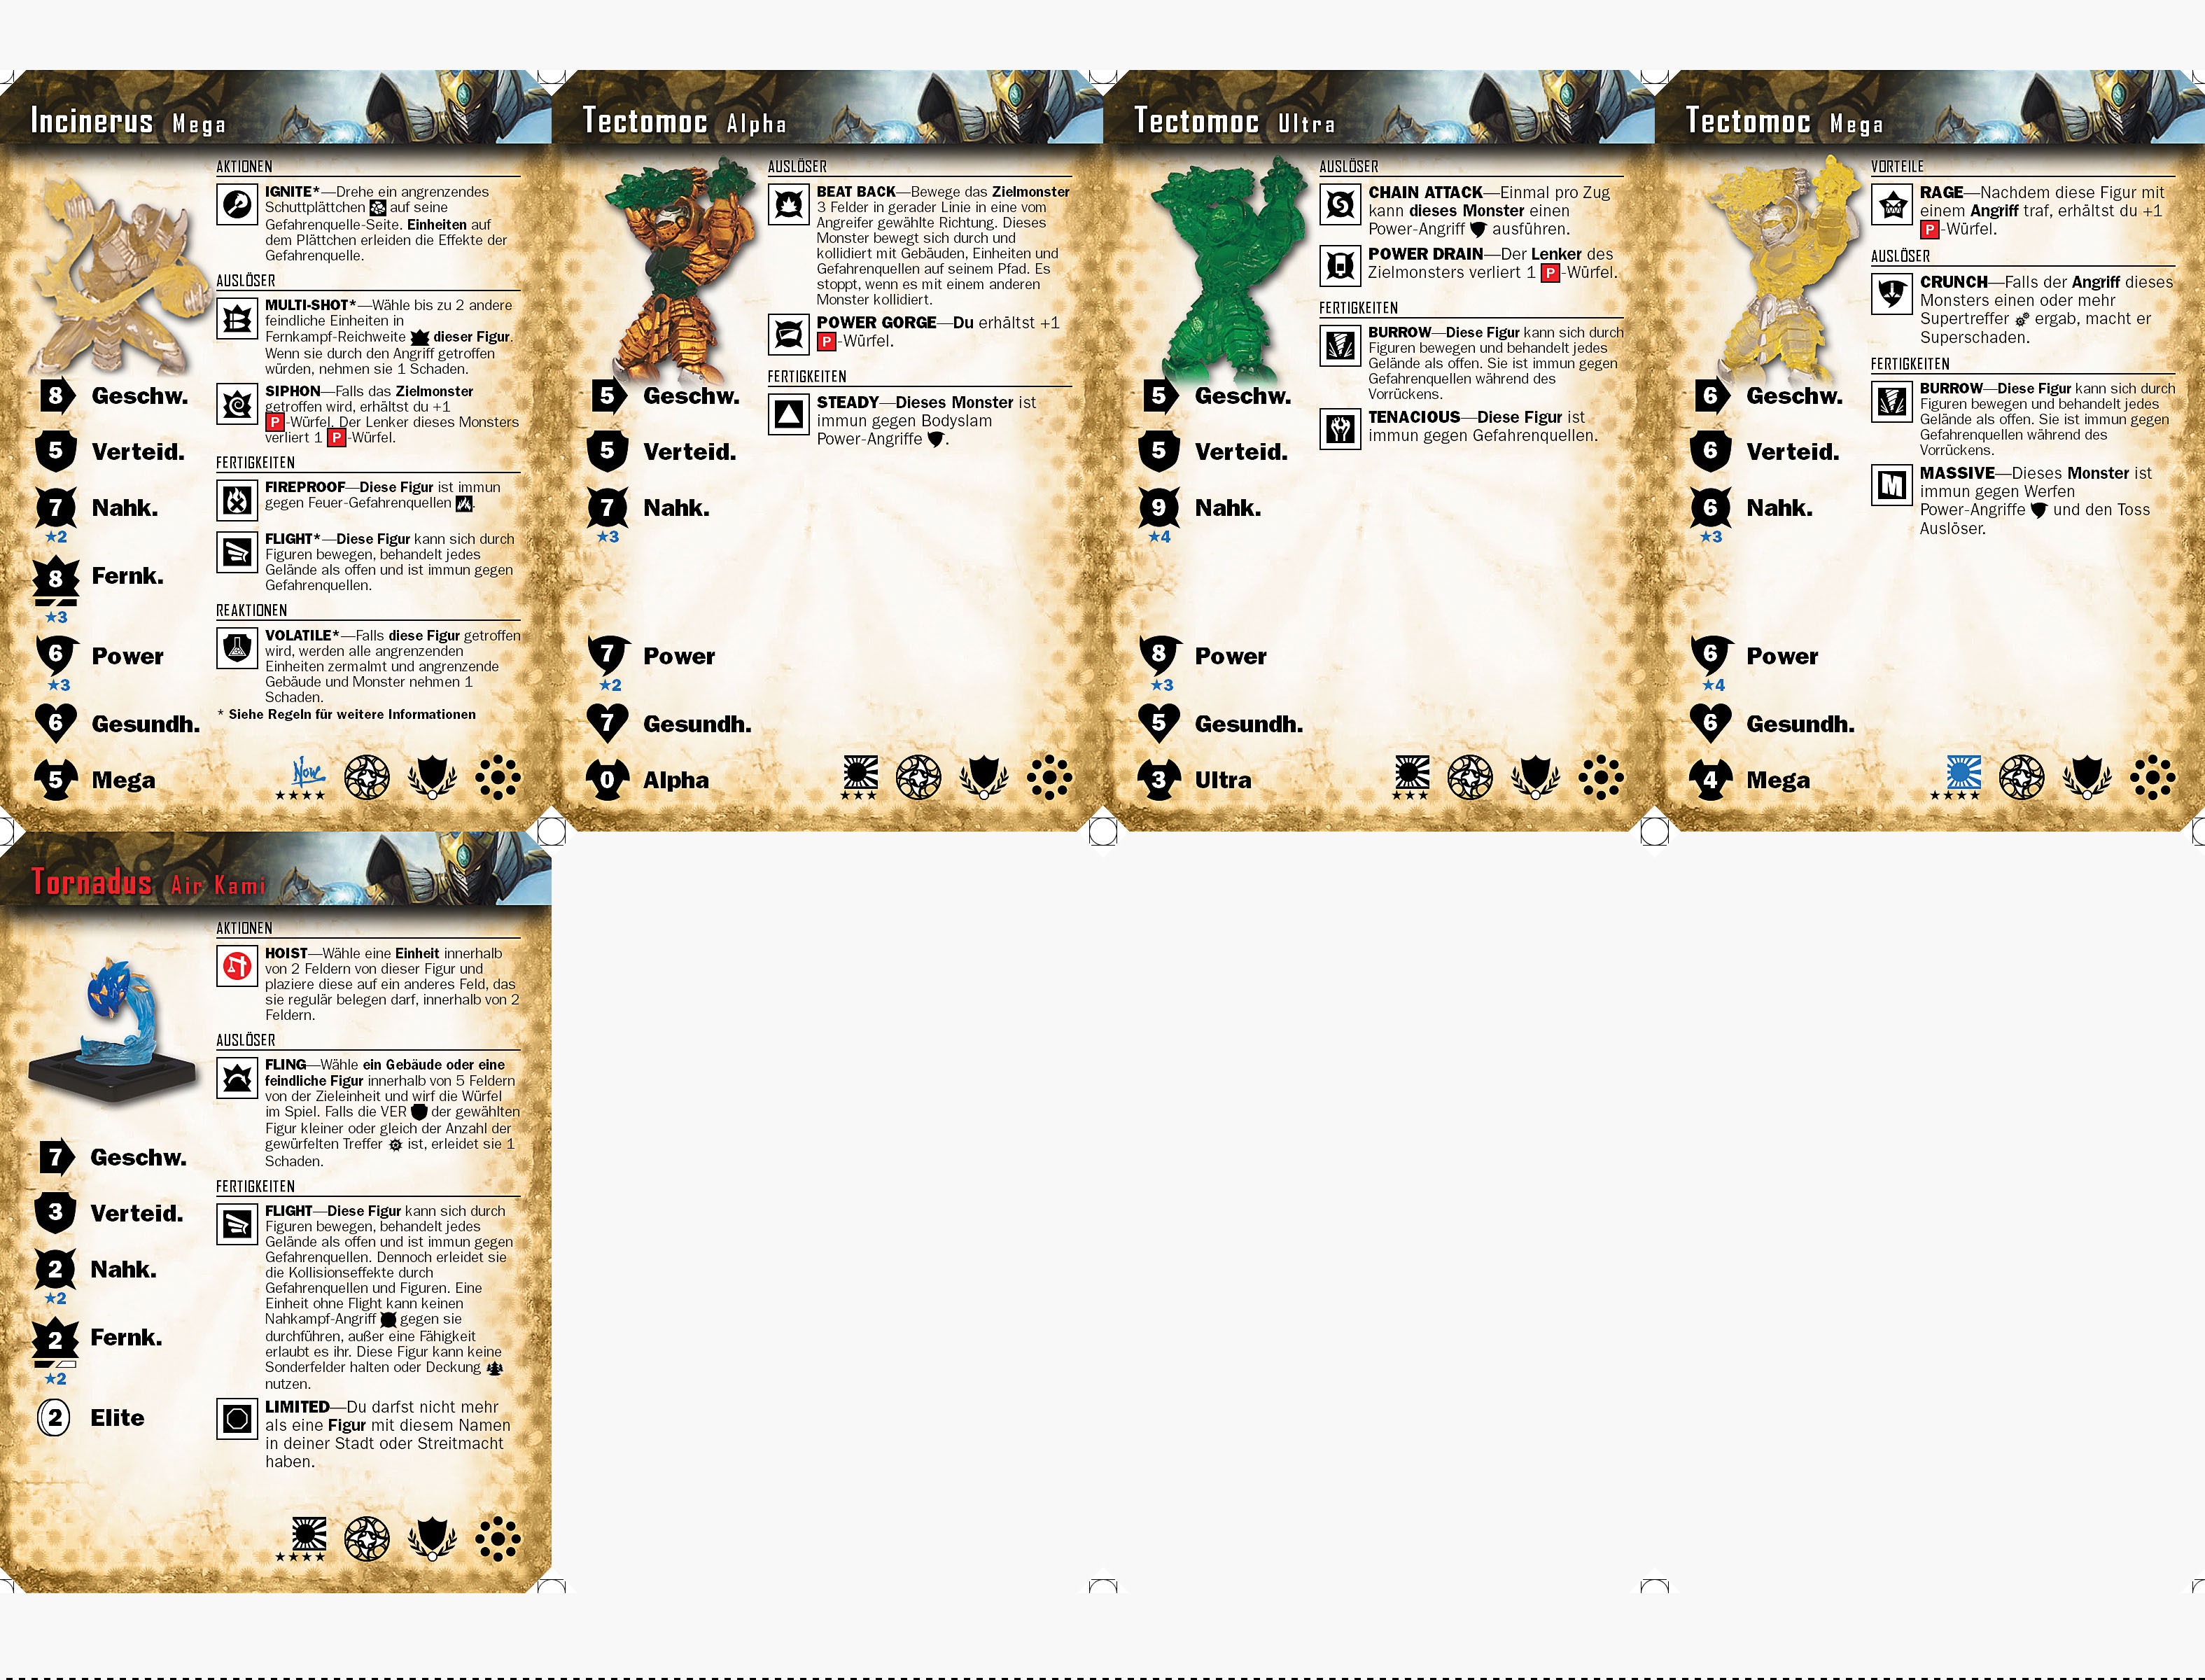 Incinerus Mega
AKTIONEN
IGNITE*—Drehe ein angrenzendes
Schuttplättchen auf seine
Gefahrenquelle-Seite. Einheiten auf
dem Plättchen erleiden die Effekte der
Gefahrenquelle.
AUSLÖSER
MULTI-SHOT*—Wähle bis zu 2 andere
feindliche Einheiten in
Fernkampf-Reichweite dieser Figur.
Wenn sie durch den Angriff getroffen
würden, nehmen sie 1 Schaden.
SIPHON—Falls das Zielmonster
getroffen wird, erhältst du +1
P-Würfel. Der Lenker dieses Monsters
verliert 1 P-Würfel.
FERTIGKEITEN
FIREPROOF—Diese Figur ist immun
gegen Feuer-Gefahrenquellen.
FLIGHT*—Diese Figur kann sich durch
Figuren bewegen, behandelt jedes
Gelände als offen und ist immun gegen
Gefahrenquellen.
REAKTIONEN
VOLATILE*—Falls diese Figur getroffen
wird, werden alle angrenzenden
Einheiten zermalmt und angrenzende
Gebäude und Monster nehmen 1
Schaden.
* Siehe Regeln für weitere Informationen
8 Geschw.
5 Verteid.
7 Nahk.
★2
8 Fernk.
★3
6 Power
★3
6 Gesundh.
5 Mega
Now
★★★★
Tectomoc Alpha
AUSLÖSER
BEAT BACK—Bewege das Zielmonster
3 Felder in gerader Linie in eine vom
Angreifer gewählte Richtung. Dieses
Monster bewegt sich durch und
kollidiert mit Gebäuden, Einheiten und
Gefahrenquellen auf seinem Pfad. Es
stoppt, wenn es mit einem anderen
Monster kollidiert.
POWER GORGE—Du erhältst +1
P-Würfel.
FERTIGKEITEN
STEADY—Dieses Monster ist
immun gegen Bodyslam
Power-Angriffe.
5 Geschw.
5 Verteid.
7 Nahk.
★3
7 Power
★2
7 Gesundh.
0 Alpha
★★★
Tectomoc Ultra
AUSLÖSER
CHAIN ATTACK—Einmal pro Zug
kann dieses Monster einen
Power-Angriff ausführen.
POWER DRAIN—Der Lenker des
Zielmonsters verliert 1 P-Würfel.
FERTIGKEITEN
BURROW—Diese Figur kann sich durch
Figuren bewegen und behandelt jedes
Gelände als offen. Sie ist immun gegen
Gefahrenquellen während des
Vorrückens.
TENACIOUS—Diese Figur ist
immun gegen Gefahrenquellen.
5 Geschw.
5 Verteid.
9 Nahk.
★4
8 Power
★3
5 Gesundh.
3 Ultra
★★★
Tectomoc Mega
VORTEILE
RAGE—Nachdem diese Figur mit
einem Angriff traf, erhältst du +1
P-Würfel.
AUSLÖSER
CRUNCH—Falls der Angriff dieses
Monsters einen oder mehr
Supertreffer ergab, macht er
Superschaden.
FERTIGKEITEN
BURROW—Diese Figur kann sich durch
Figuren bewegen und behandelt jedes
Gelände als offen. Sie ist immun gegen
Gefahrenquellen während des
Vorrückens.
M MASSIVE—Dieses Monster ist
immun gegen Werfen
Power-Angriffe und den Toss
Auslöser.
6 Geschw.
6 Verteid.
6 Nahk.
★3
6 Power
★4
6 Gesundh.
4 Mega
★★★★
Tornadus Air Kami
AKTIONEN
HOIST—Wähle eine Einheit innerhalb
von 2 Feldern von dieser Figur und
plaziere diese auf ein anderes Feld, das
sie regulär belegen darf, innerhalb von 2
Feldern.
AUSLÖSER
FLING—Wähle ein Gebäude oder eine
feindliche Figur innerhalb von 5 Feldern
von der Zieleinheit und wirf die Würfel
im Spiel. Falls die VER der gewählten
Figur kleiner oder gleich der Anzahl der
gewürfelten Treffer ist, erleidet sie 1
Schaden.
FERTIGKEITEN
FLIGHT—Diese Figur kann sich durch
Figuren bewegen, behandelt jedes
Gelände als offen und ist immun gegen
Gefahrenquellen. Dennoch erleidet sie
die Kollisionseffekte durch
Gefahrenquellen und Figuren. Eine
Einheit ohne Flight kann keinen
Nahkampf-Angriff gegen sie
durchführen, außer eine Fähigkeit
erlaubt es ihr. Diese Figur kann keine
Sonderfelder halten oder Deckung
nutzen.
LIMITED—Du darfst nicht mehr
als eine Figur mit diesem Namen
in deiner Stadt oder Streitmacht
haben.
7 Geschw.
3 Verteid.
2 Nahk.
★2
2 Fernk.
★2
2 Elite
★★★★